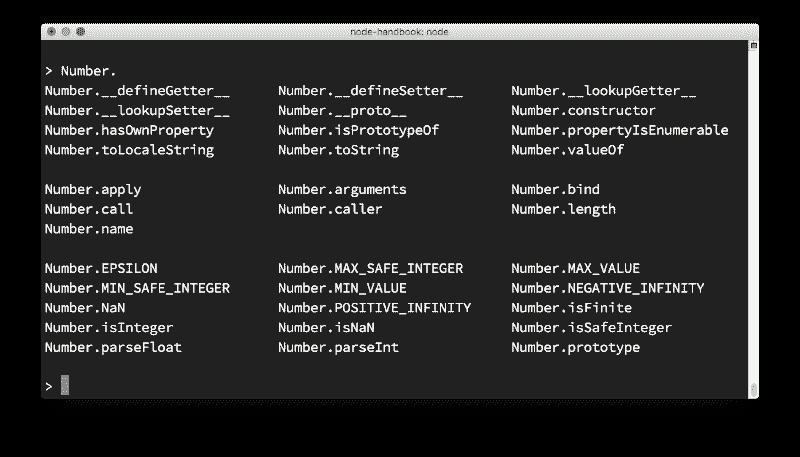 node-handbook: node
> Number.
Number.__defineGetter__ Number.__defineSetter__ Number.__lookupGetter__
Number.__lookupSetter__ Number.__proto__ Number.constructor
Number.hasOwnProperty Number.isPrototypeOf Number.propertyIsEnumerable
Number.toLocaleString Number.toString Number.valueOf
Number.apply Number.arguments Number.bind
Number.call Number.caller Number.length
Number.name
Number.EPSILON Number.MAX_SAFE_INTEGER Number.MAX_VALUE
Number.MIN_SAFE_INTEGER Number.MIN_VALUE Number.NEGATIVE_INFINITY
Number.NaN Number.POSITIVE_INFINITY Number.isFinite
Number.isInteger Number.isNaN Number.isSafeInteger
Number.parseFloat Number.parseInt Number.prototype
>